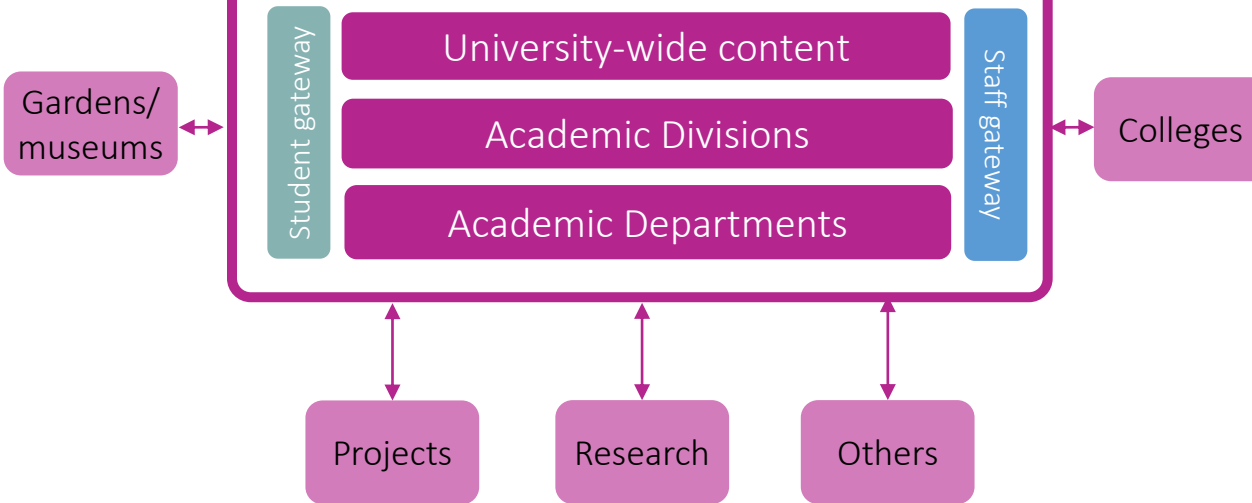 University-wide content
Student gateway
Staff gateway
Gardens/
museums
Academic Divisions
Colleges
Academic Departments
Projects
Research
Others